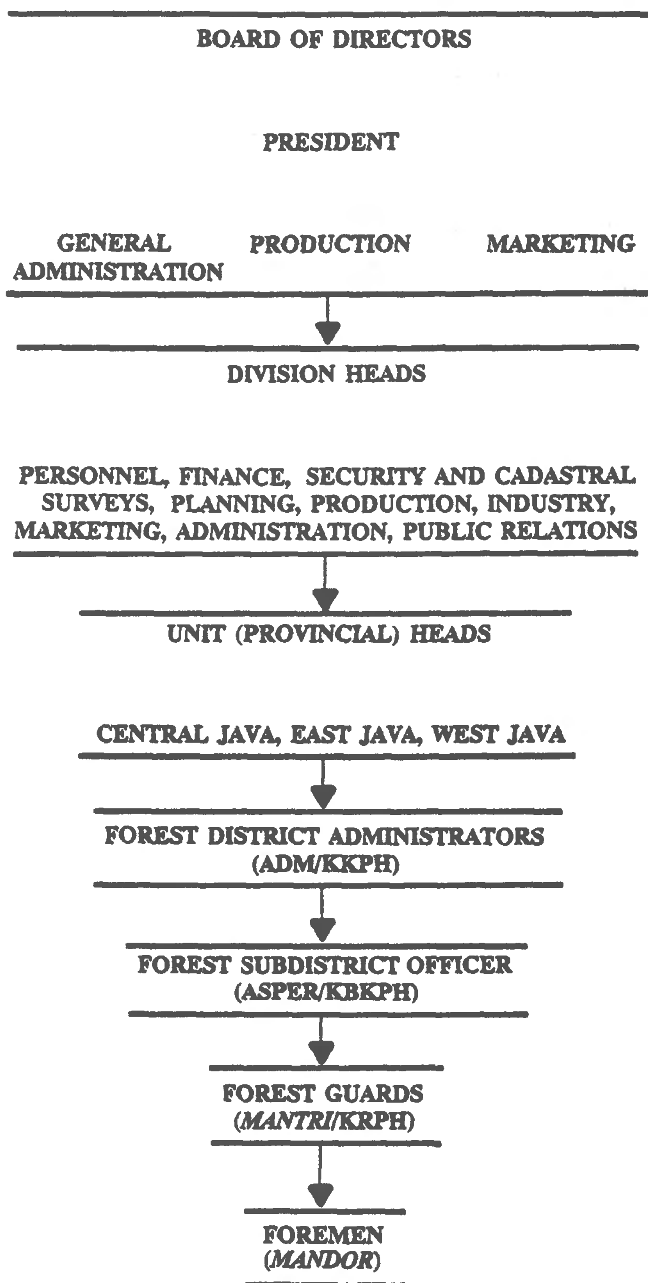 BOARD OF DIRECTORS
PRESIDENT
GENERAL ADMINISTRATION PRODUCTION MARKETING
DIVISION HEADS
PERSONNEL, FINANCE, SECURITY AND CADASTRAL
SURVEYS, PLANNING, PRODUCTION, INDUSTRY,
MARKETING, ADMINISTRATION, PUBLIC RELATIONS
UNIT (PROVINCIAL) HEADS
CENTRAL JAVA, EAST JAVA, WEST JAVA
FOREST DISTRICT ADMINISTRATORS
(ADM/KKPH)
FOREST SUBDISTRICT OFFICER
(ASPER/KBKPH)
FOREST GUARDS
(MANTRI/KRPH)
FOREMEN
(MANDOR)